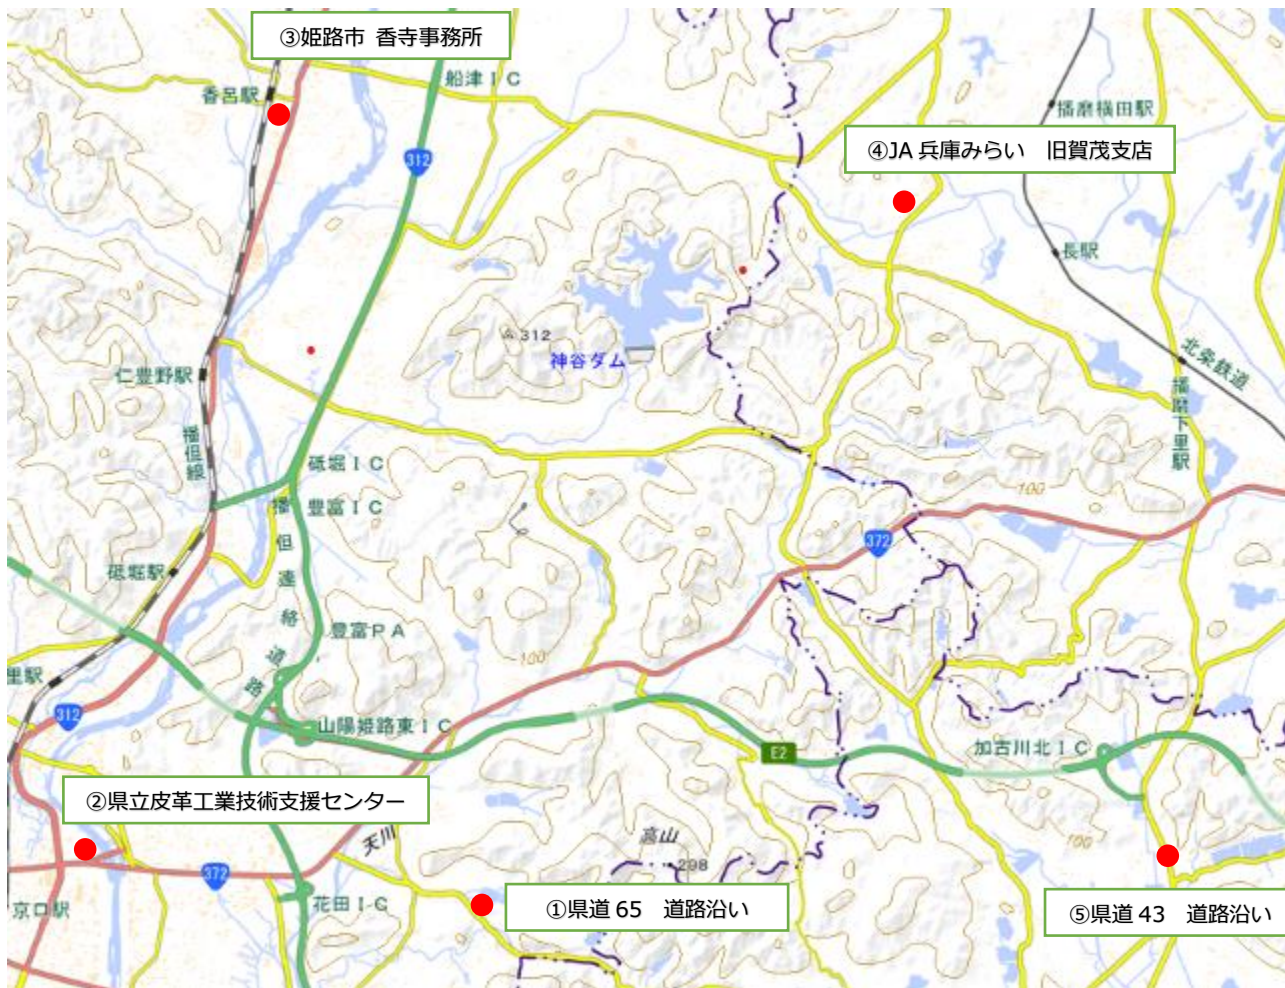 ③姫路市 香寺事務所
船津IC
香呂駅
播磨横田駅
312
④JA兵庫みらい 旧賀茂支店
長駅
312
神谷ダム
仁豊野駅
北条鉄道
播磨下里駅
播但線
砥堀IC
豊富IC
100
372
播但連絡道路
砥堀駅
豊富PA
100
里駅
312
山陽姫路東IC
E2
加古川北IC
②県立皮革工業技術支援センター
天川
高山
298
100
372
京口駅
花田IC
①県道65 道路沿い
⑤県道43 道路沿い